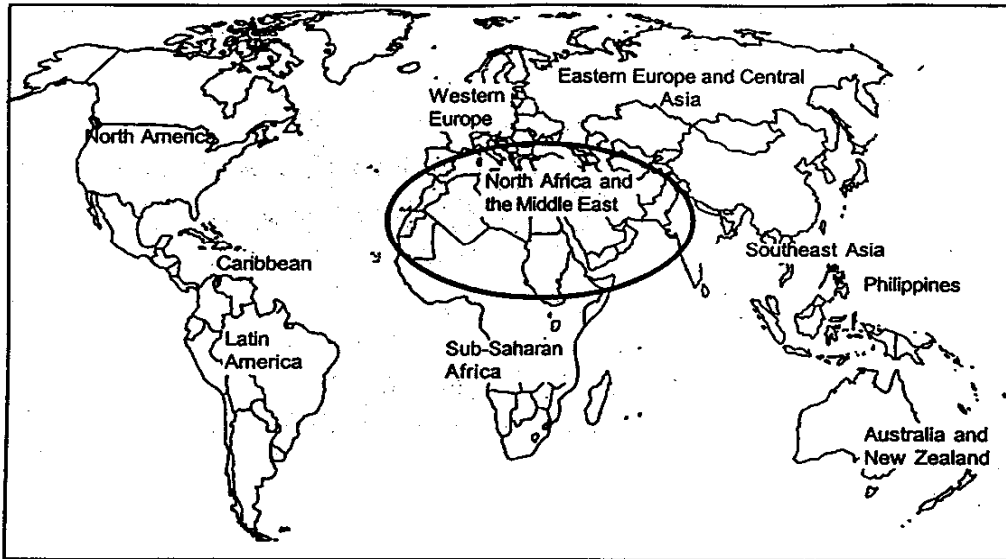 Eastern Europe and Central
Asia
Western
Europe
North America
North Africa and
the Middle East
Southeast Asia
Caribbean
Philippines
Latin
America
Sub-Saharan
Africa
Australia and
New Zealand